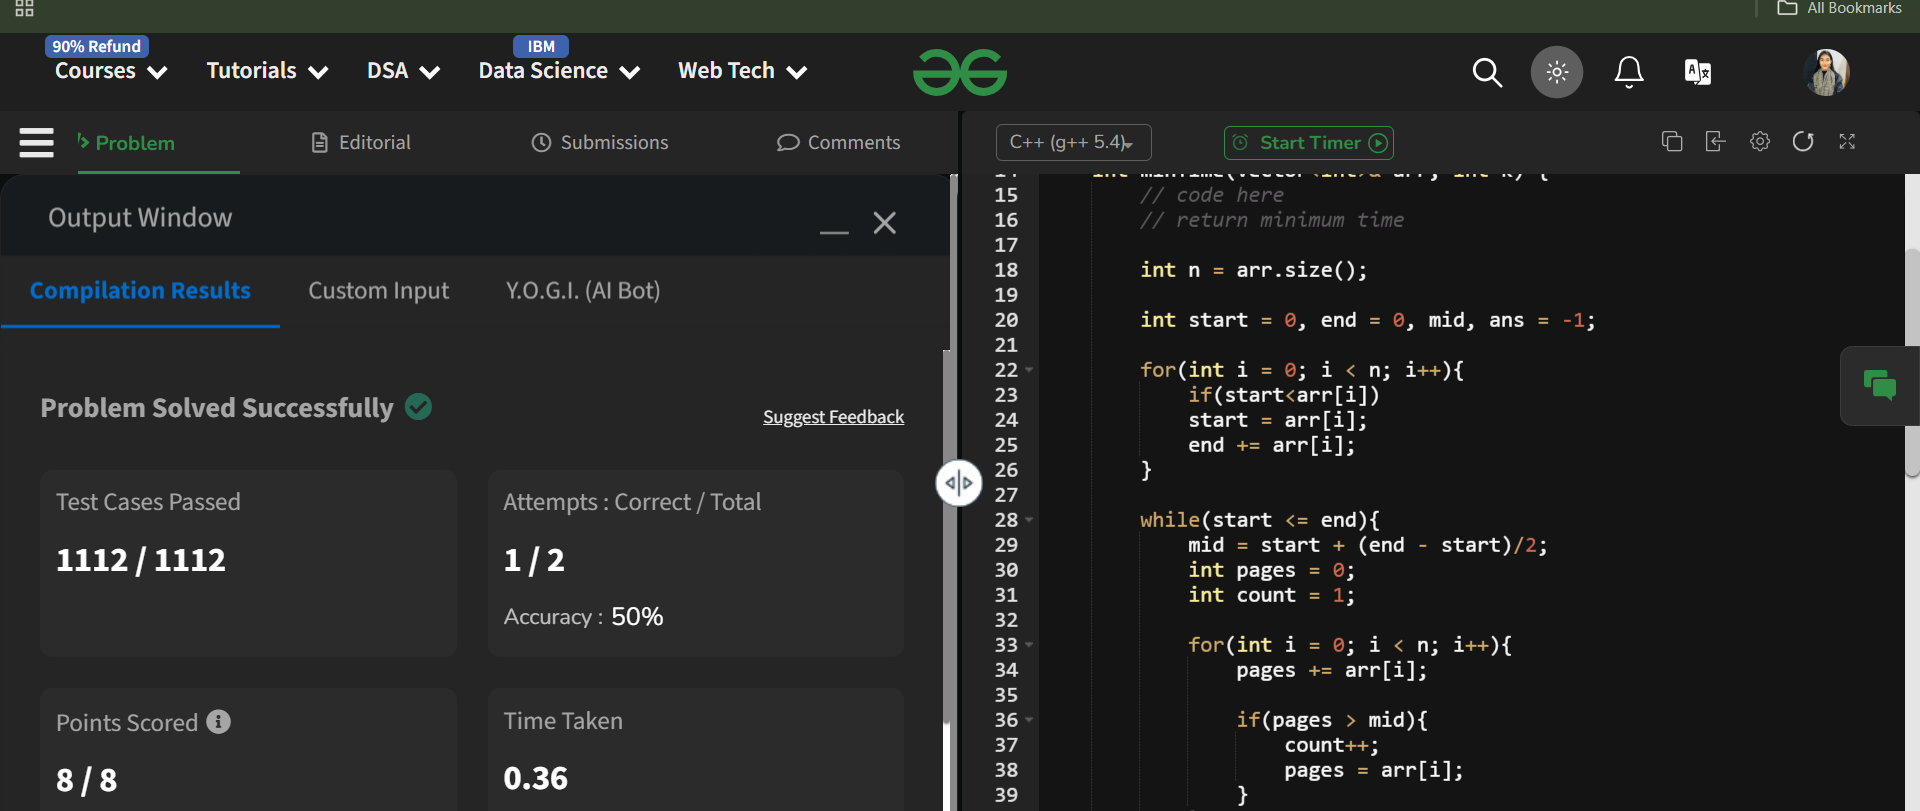 All Bookmarks
90% Refund
IBM
Courses
Tutorials
DSA
Data Science
Web Tech
Problem
Editorial
Submissions
Comments
C++ (g++ 5.4)
Start Timer
Output Window
Compilation Results
Custom Input
Y.O.G.I. (AI Bot)
Problem Solved Successfully
Suggest Feedback
Test Cases Passed
1112 / 1112
Attempts : Correct / Total
1 / 2
Accuracy : 50%
Points Scored
8 / 8
Time Taken
0.36
14 int minTime(vector<int>& arr, int k) {
15 // code here
16 // return minimum time
17
18 int n = arr.size();
19
20 int start = 0, end = 0, mid, ans = -1;
21
22 for(int i = 0; i < n; i++){
23 if(start<arr[i])
24 start = arr[i];
25 end += arr[i];
26 }
27
28 while(start <= end){
29 mid = start + (end - start)/2;
30 int pages = 0;
31 int count = 1;
32
33 for(int i = 0; i < n; i++){
34 pages += arr[i];
35
36 if(pages > mid){
37 count++;
38 pages = arr[i];
39 }